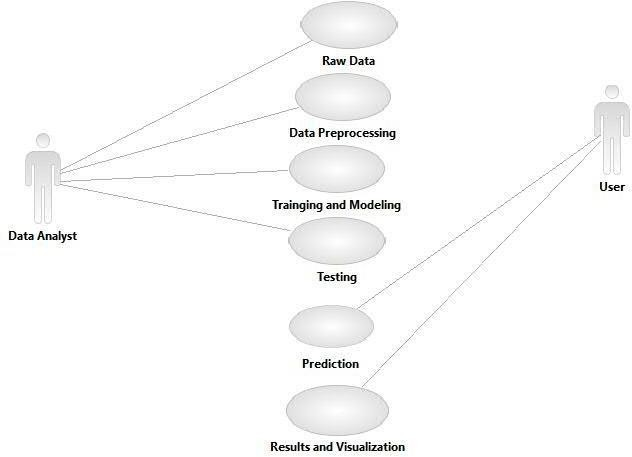 Raw Data
Data Preprocessing
User
Trainging and Modeling
Data Analyst
Testing
Prediction
Results and Visualization